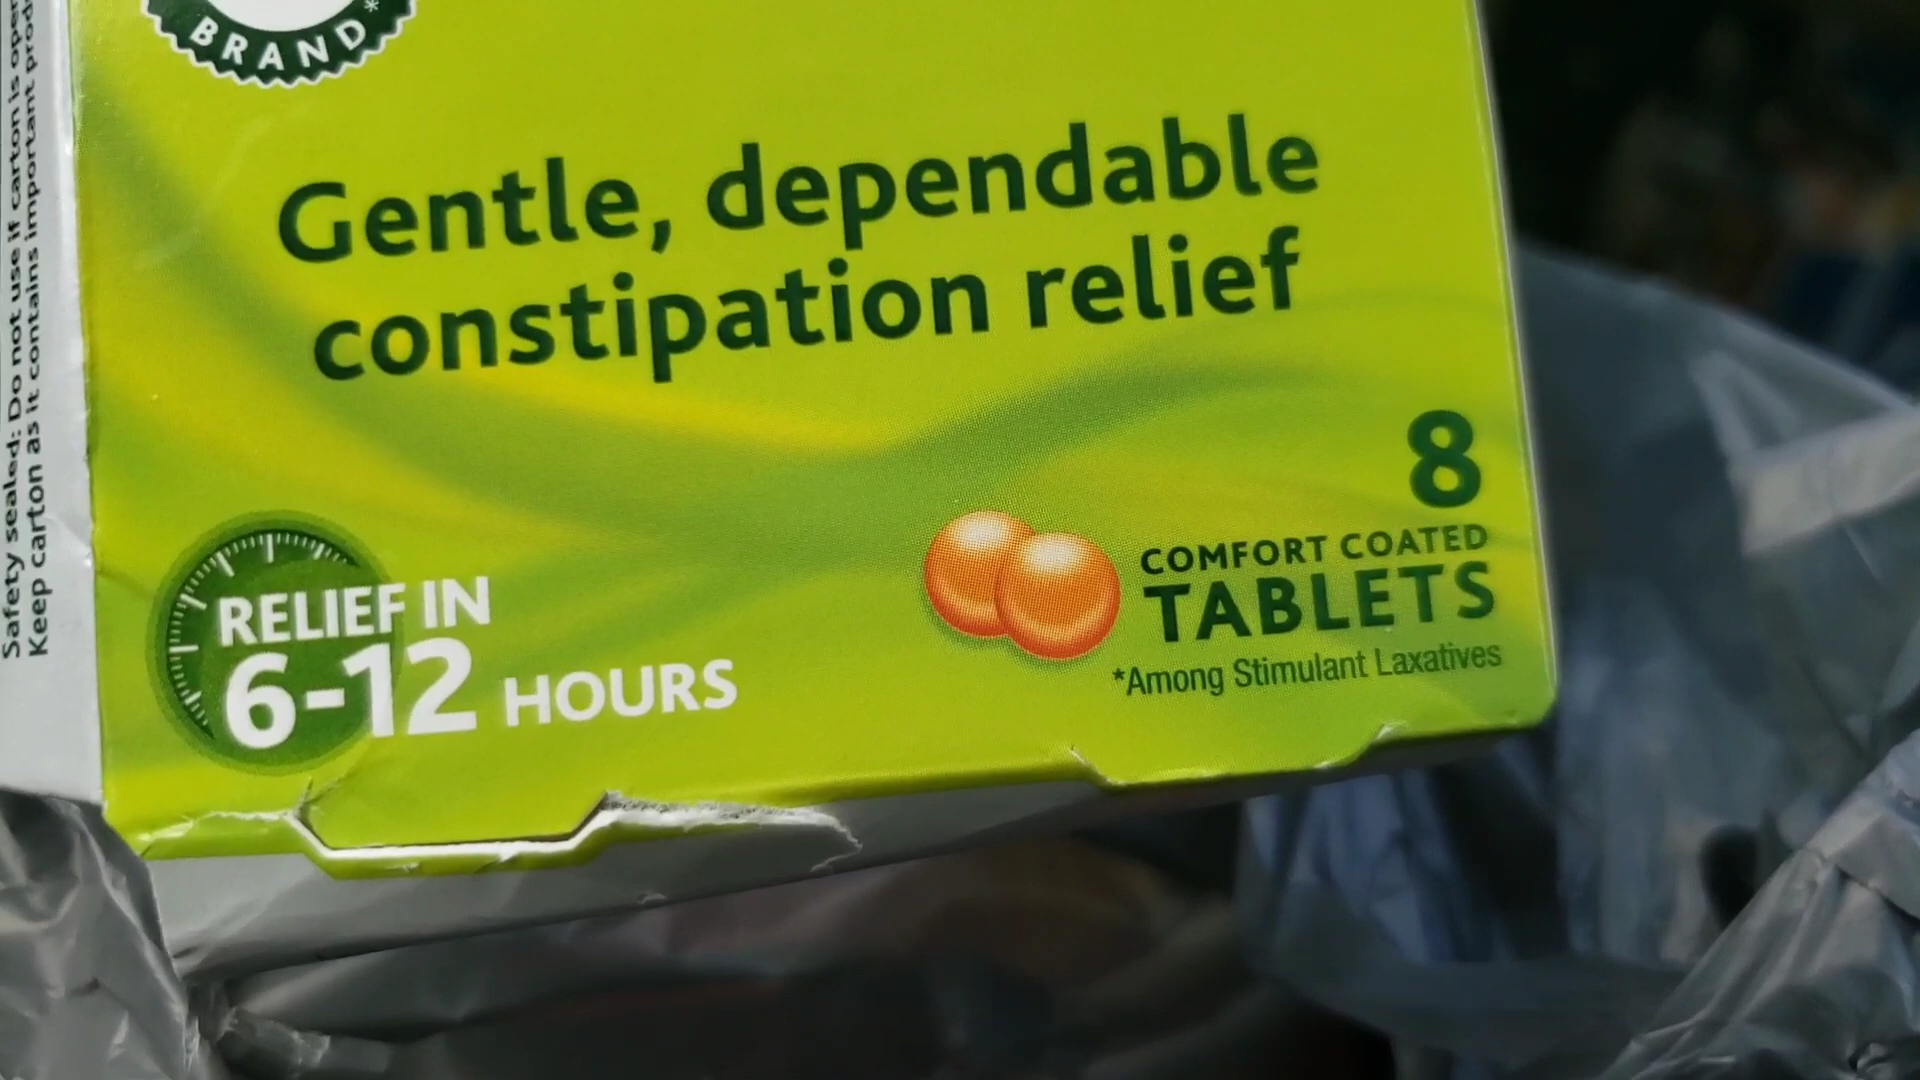 BRAND*
Gentle, dependable
constipation relief
8
COMFORT COATED
TABLETS
*Among Stimulant Laxatives
RELIEF IN
6-12 HOURS
Safety sealed: Do not use if carton is
Keep carton as it contains important